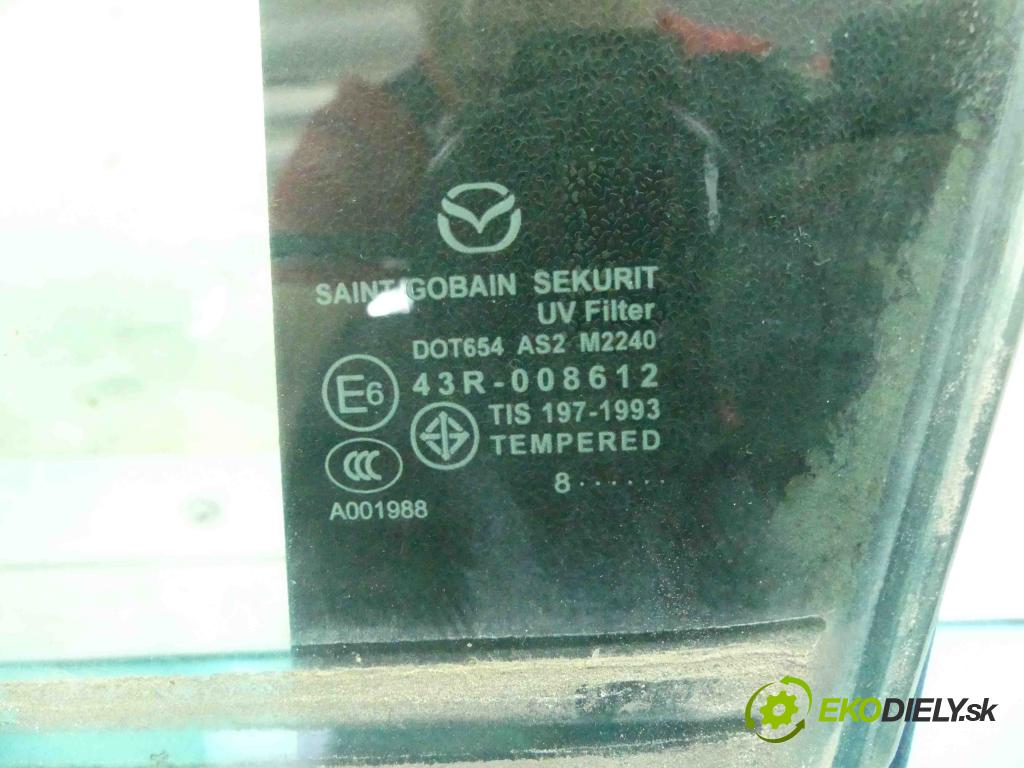 SAINT-GOBAIN SEKURIT
UV Filter
DOT654 AS2 M2240
E6 43R-008612
TIS 197-1993
TEMPERED
CCC
8······
A001988
EKODIELY.sk